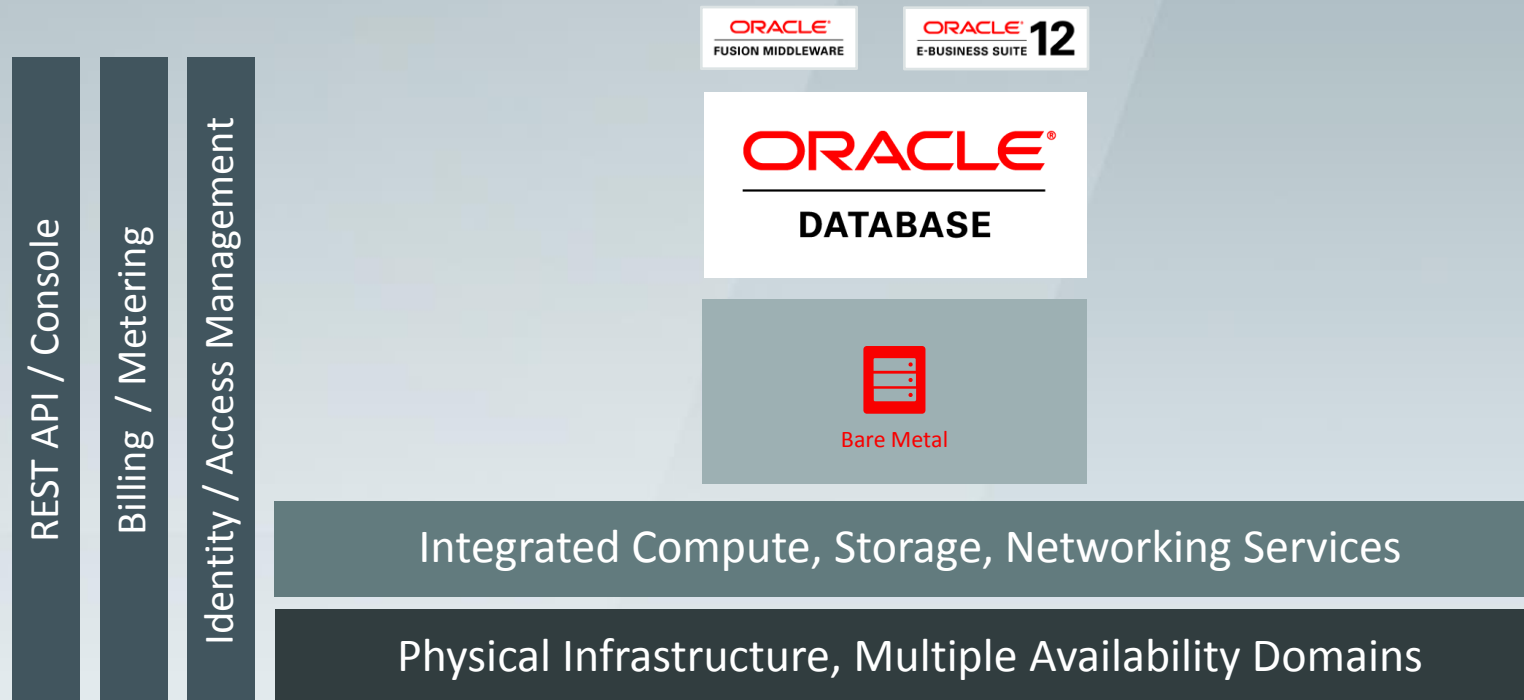 ORACLE®
FUSION MIDDLEWARE
ORACLE®
E-BUSINESS SUITE 12
ORACLE®
DATABASE
Bare Metal
REST API / Console
Billing / Metering
Identity / Access Management
Integrated Compute, Storage, Networking Services
Physical Infrastructure, Multiple Availability Domains